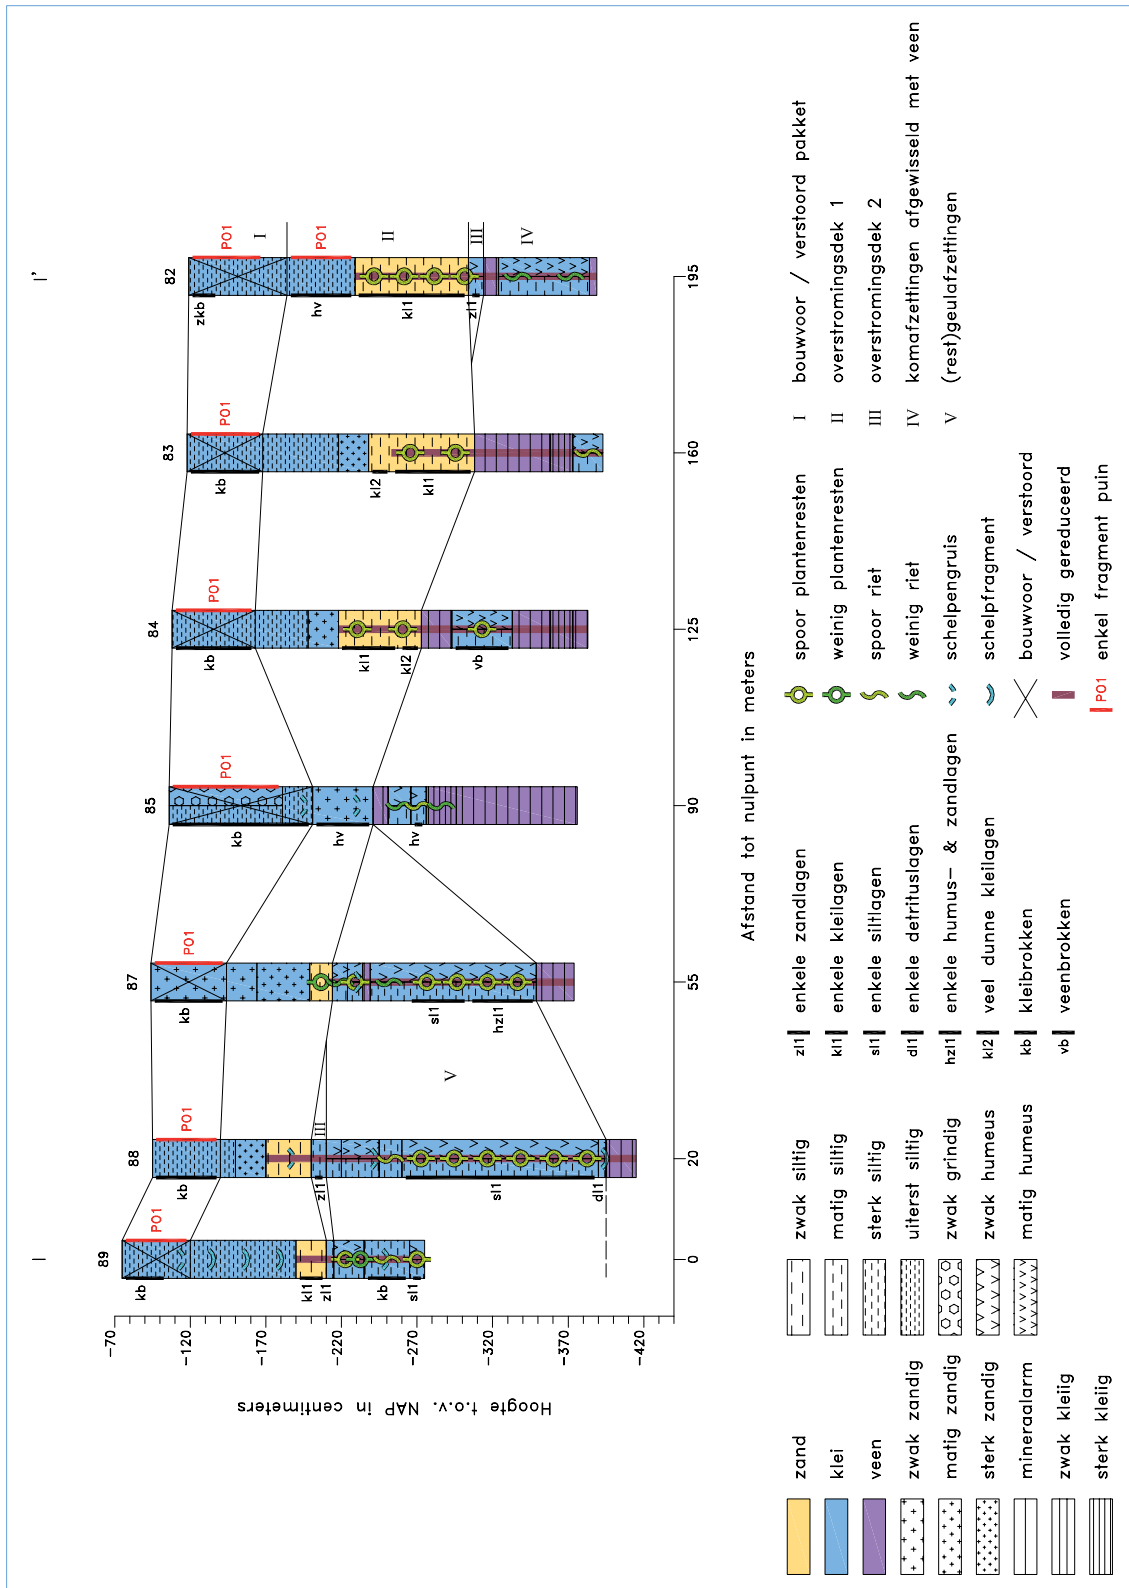 I
I'
89
88
87
85
84
83
82
PO1
PO1
PO1
PO1
PO1
PO1
PO1
PO1
I
II
III
IV
III
V
kb
kl1
zl1
kb
sl1
kb
zl1
sl1
dl1
kb
sl1
hzl1
kb
hv
hv
kb
kl1
kl2
vb
kb
kl2
kl1
zkb
hv
kl1
zl1
Hoogte t.o.v. NAP in centimeters
-70
-120
-170
-220
-270
-320
-370
-420
0
20
55
90
125
160
195
Afstand tot nulpunt in meters
zand
klei
veen
zwak zandig
matig zandig
sterk zandig
mineraalarm
zwak kleiig
sterk kleiig
zwak siltig
matig siltig
sterk siltig
uiterst siltig
zwak grindig
zwak humeus
matig humeus
zl1 enkele zandlagen
kl1 enkele kleilagen
sl1 enkele siltlagen
dl1 enkele detrituslagen
hzl1 enkele humus- & zandlagen
kl2 veel dunne kleilagen
kb kleibrokken
vb veenbrokken
spoor plantenresten
weinig plantenresten
spoor riet
weinig riet
schelpengruis
schelpfragment
bouwvoor / verstoord
volledig gereduceerd
PO1 enkel fragment puin
I bouwvoor / verstoord pakket
II overstromingsdek 1
III overstromingsdek 2
IV komafzettingen afgewisseld met veen
V (rest)geulafzettingen